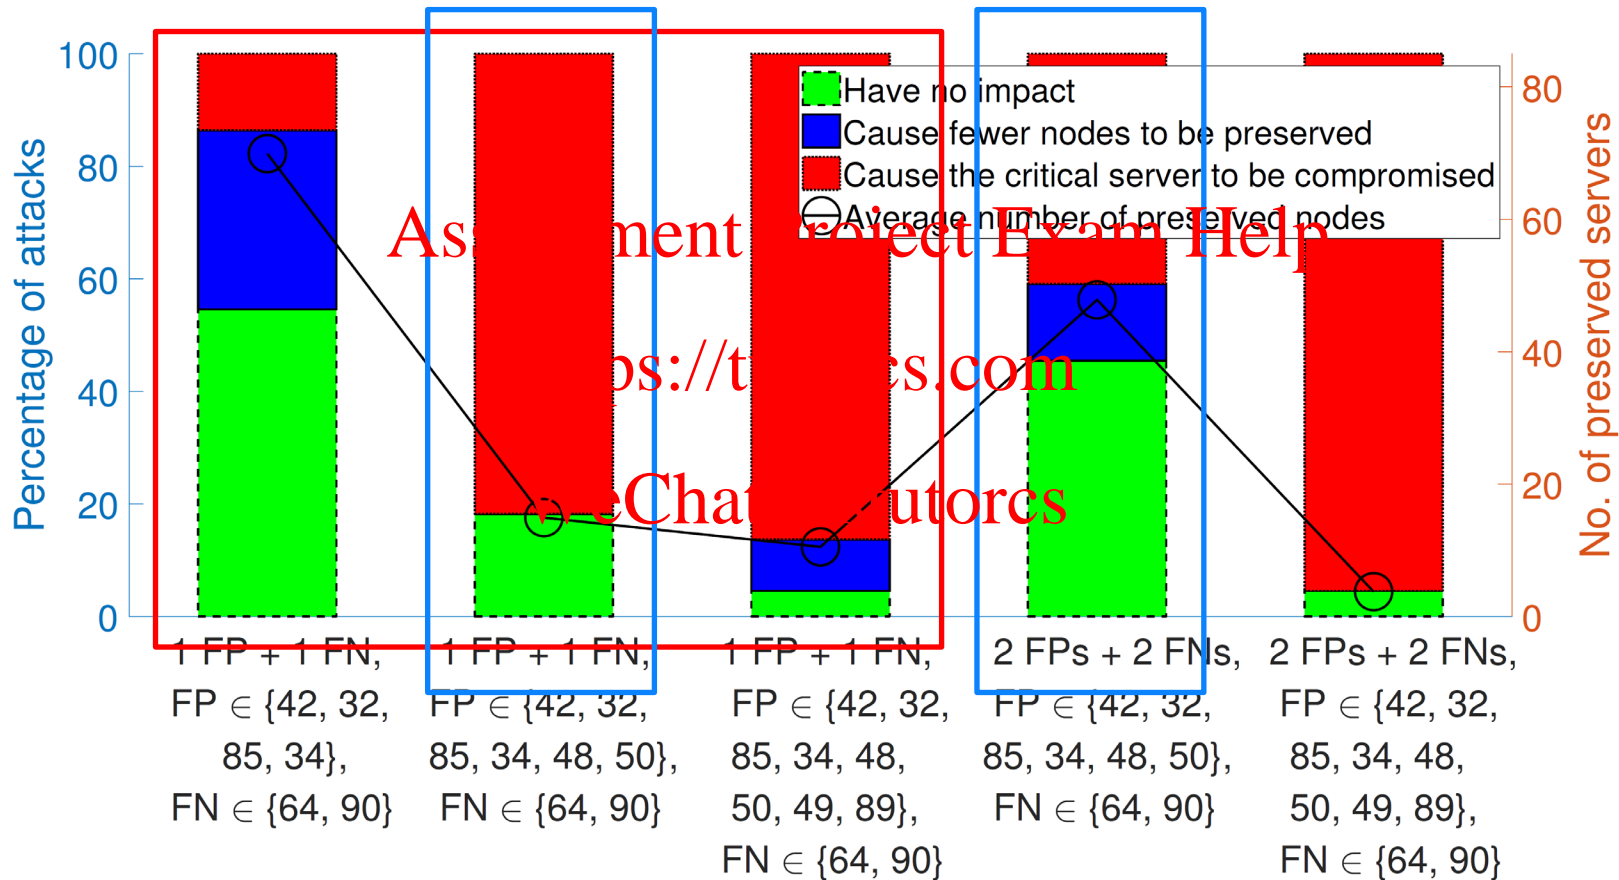 100
80
60
40
20
0
Percentage of attacks
80
60
40
20
0
No. of preserved servers
Have no impact
Cause fewer nodes to be preserved
Cause the critical server to be compromised
Average number of preserved nodes
Project Exam Help
1 FP + 1 FN,
FP ∈ {42, 32,
85, 34},
FN ∈ {64, 90}
1 FP + 1 FN,
FP ∈ {42, 32,
85, 34, 48, 50},
FN ∈ {64, 90}
1 FP + 1 FN,
FP ∈ {42, 32,
85, 34, 48,
50, 49, 89},
FN ∈ {64, 90}
2 FPs + 2 FNs,
FP ∈ {42, 32,
85, 34, 48, 50},
FN ∈ {64, 90}
2 FPs + 2 FNs,
FP ∈ {42, 32,
85, 34, 48,
50, 49, 89},
FN ∈ {64, 90}